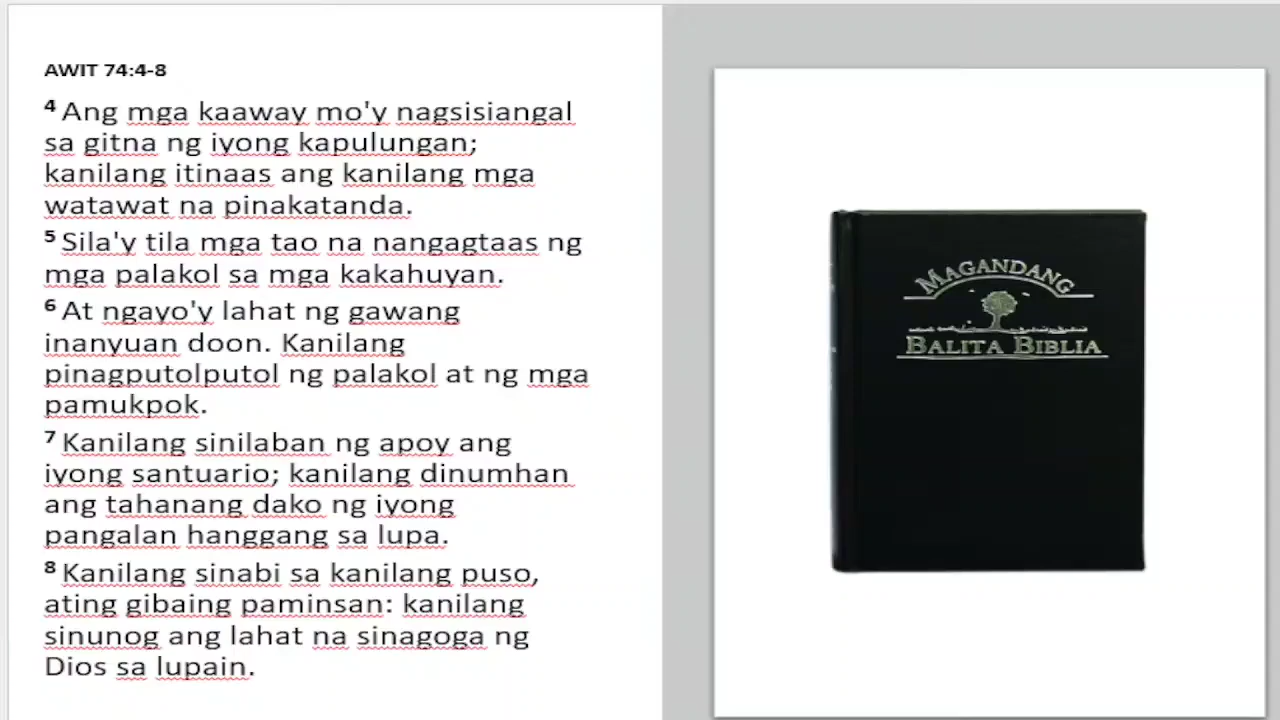 AWIT 74:4-8
4 Ang mga kaaway mo'y nagsisiangal
sa gitna ng iyong kapulungan;
kanilang itinaas ang kanilang mga
watawat na pinakatanda.
5 Sila'y tila mga tao na nangagtaas ng
mga palakol sa mga kakahuyan.
6 At ngayo'y lahat ng gawang
inanyuan doon. Kanilang
pinagputolputol ng palakol at ng mga
pamukpok.
7 Kanilang sinilaban ng apoy ang
iyong santuario; kanilang dinumhan
ang tahanang dako ng iyong
pangalan hanggang sa lupa.
8 Kanilang sinabi sa kanilang puso,
ating gibaing paminsan: kanilang
sinunog ang lahat na sinagoga ng
Dios sa lupain.
MAGANDANG
BALITA BIBLIA